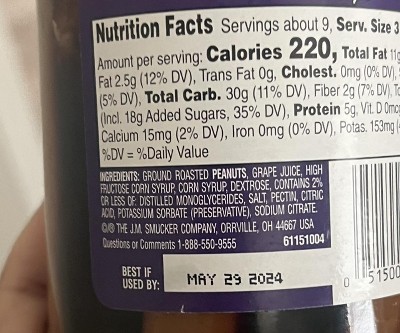 Nutrition Facts Servings about 9, Serv. Size 3
Amount per serving: Calories 220, Total Fat 11g
Fat 2.5g (12% DV), Trans Fat 0g, Cholest. 0mg (0% DV),
(5% DV), Total Carb. 30g (11% DV), Fiber 2g (7% DV),
(Incl. 18g Added Sugars, 35% DV), Protein 5g, Vit. D 0mcg
Calcium 15mg (2% DV), Iron 0mg (0% DV), Potas. 153mg
%DV = %Daily Value
INGREDIENTS: GROUND ROASTED PEANUTS, GRAPE JUICE, HIGH
FRUCTOSE CORN SYRUP, CORN SYRUP, DEXTROSE, CONTAINS 2%
OR LESS OF: DISTILLED MONOGLYCERIDES, SALT, PECTIN, CITRIC
ACID, POTASSIUM SORBATE (PRESERVATIVE), SODIUM CITRATE.
©/® THE J.M. SMUCKER COMPANY, ORRVILLE, OH 44667 USA
Questions or Comments 1-888-550-9555 61151004
BEST IF
USED BY: MAY 29 2024
0 51500